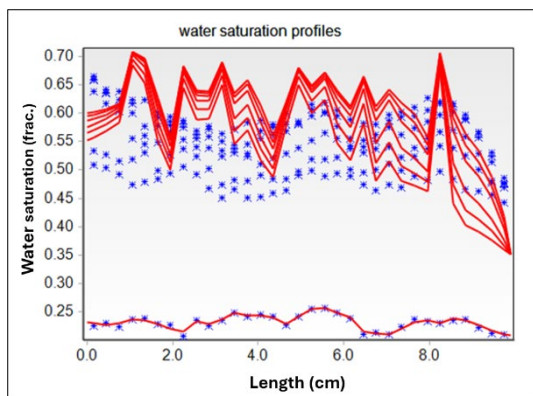 water saturation profiles
0.70
0.65
0.60
0.55
0.50
0.45
0.40
0.35
0.30
0.25
Water saturation (frac.)
0.0 2.0 4.0 6.0 8.0
Length (cm)